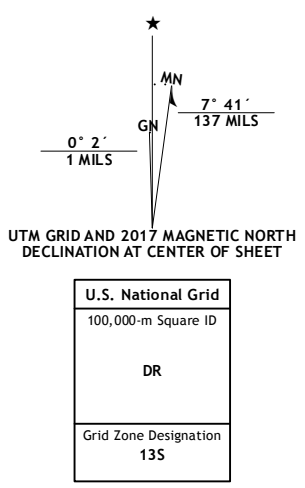 ★
MN
GN
7° 41´
137 MILS
0° 2´
1 MILS
UTM GRID AND 2017 MAGNETIC NORTH
DECLINATION AT CENTER OF SHEET
U.S. National Grid
100,000-m Square ID
DR
Grid Zone Designation
13S